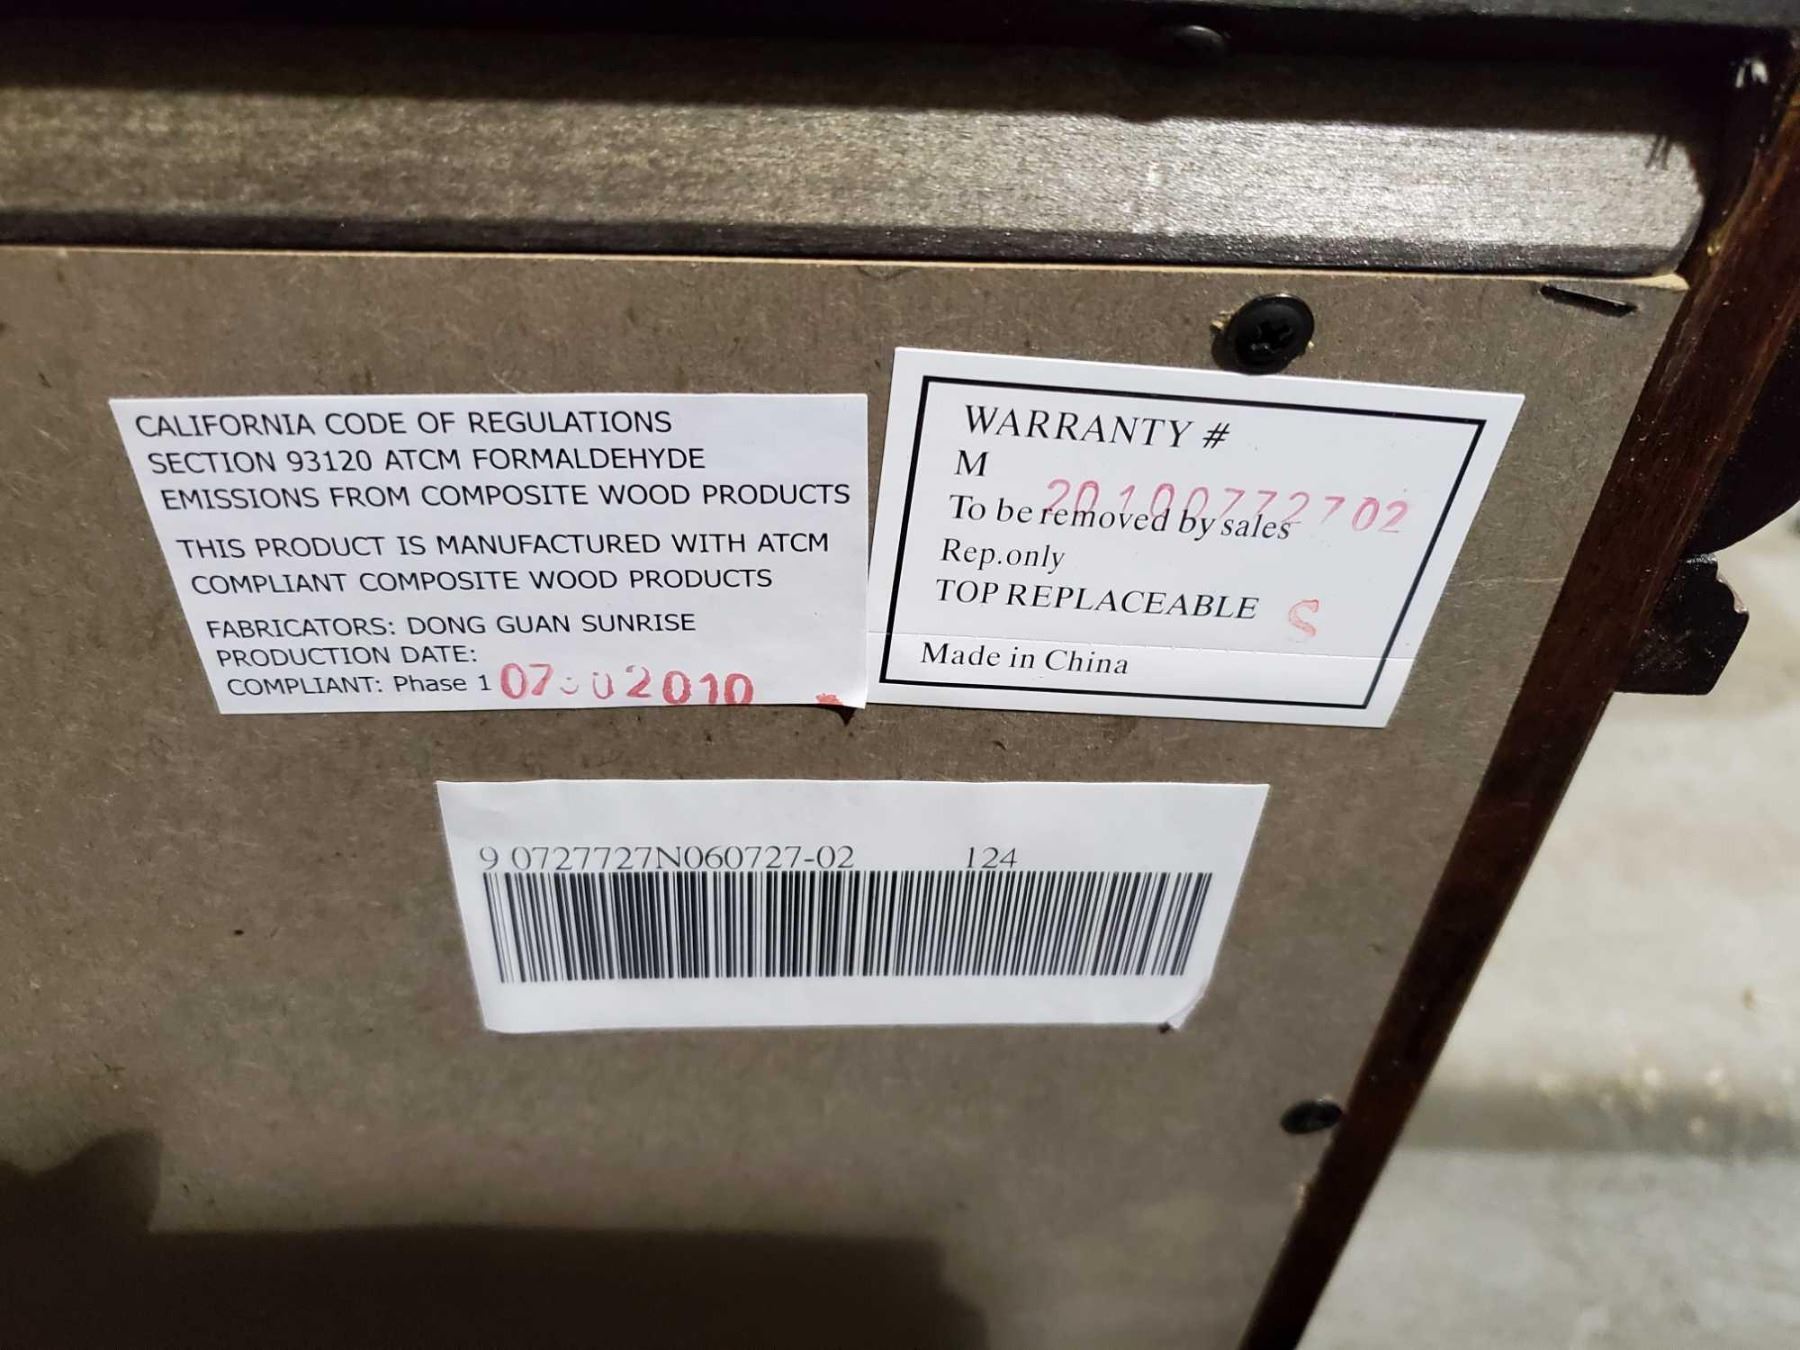 CALIFORNIA CODE OF REGULATIONS
SECTION 93120 ATCM FORMALDEHYDE
EMISSIONS FROM COMPOSITE WOOD PRODUCTS
THIS PRODUCT IS MANUFACTURED WITH ATCM
COMPLIANT COMPOSITE WOOD PRODUCTS
FABRICATORS: DONG GUAN SUNRISE
PRODUCTION DATE:
COMPLIANT: Phase 1
WARRANTY #
M
20100772702
To be removed by sales
Rep.only
TOP REPLACEABLE S
Made in China
9 0727727N060727-02 124